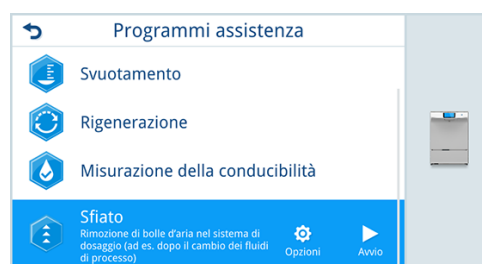 Programmi assistenza
Svuotamento
Rigenerazione
Misurazione della conducibilità
Sfiato
Rimozione di bolle d'aria nel sistema di
dosaggio (ad es. dopo il cambio dei fluidi
di processo)
Opzioni
Avvio